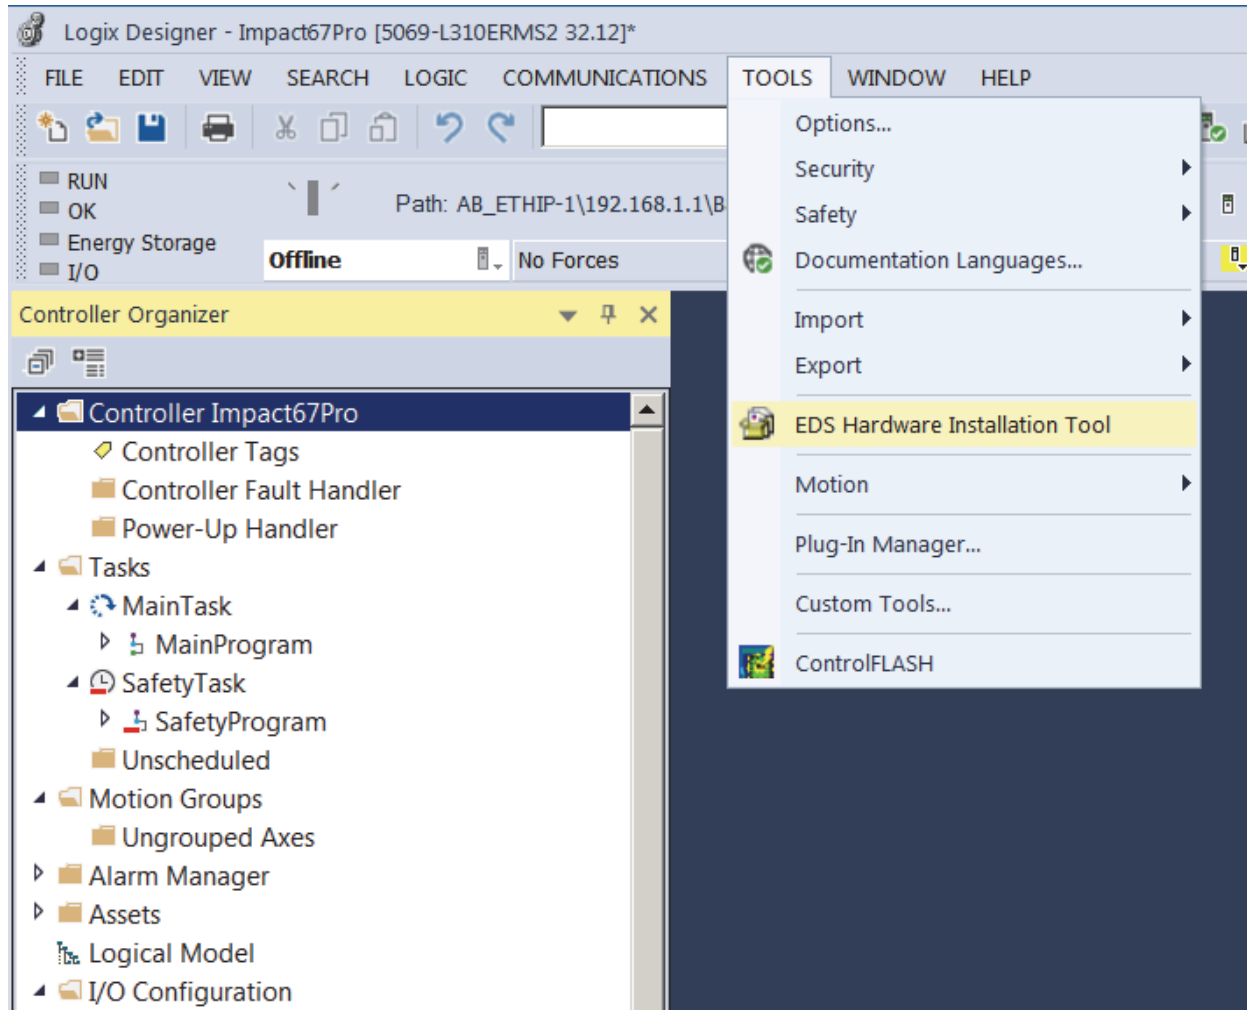 Logix Designer - Impact67Pro [5069-L310ERMS2 32.12]*
FILE EDIT VIEW SEARCH LOGIC COMMUNICATIONS TOOLS WINDOW HELP
RUN
OK
Energy Storage
I/O
Path: AB_ETHIP-1\192.168.1.1\B
Offline
No Forces
Options...
Security
Safety
Documentation Languages...
Import
Export
EDS Hardware Installation Tool
Motion
Plug-In Manager...
Custom Tools...
ControlFLASH
Controller Organizer
Controller Impact67Pro
Controller Tags
Controller Fault Handler
Power-Up Handler
Tasks
MainTask
MainProgram
SafetyTask
SafetyProgram
Unscheduled
Motion Groups
Ungrouped Axes
Alarm Manager
Assets
Logical Model
I/O Configuration